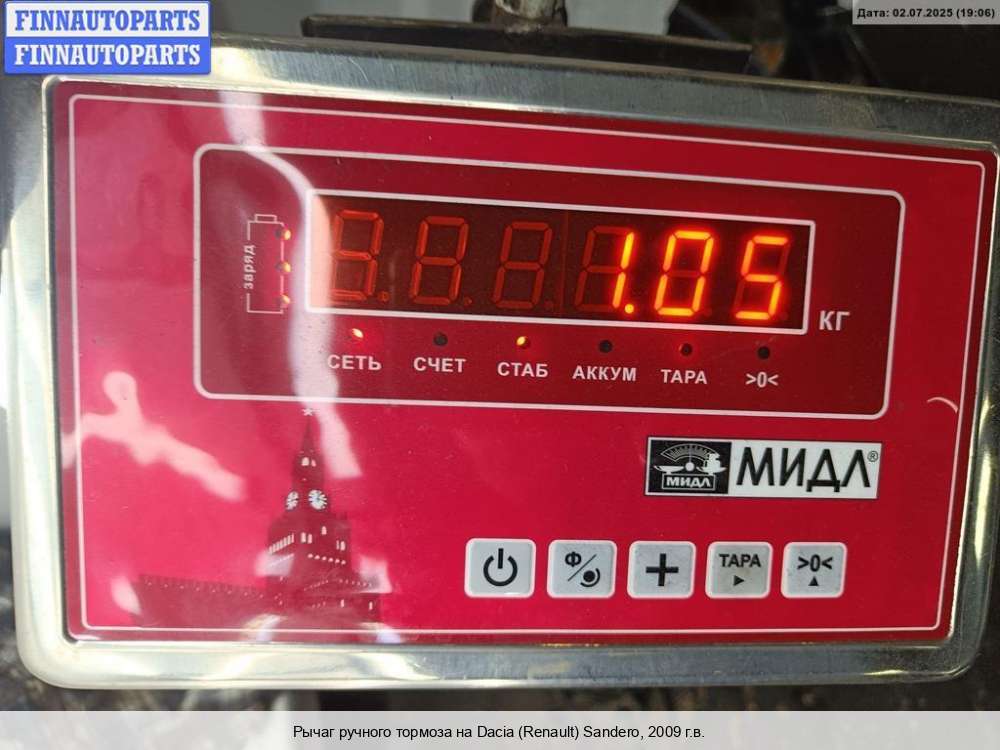 FINNAUTOPARTS
FINNAUTOPARTS
Дата: 02.07.2025 (19:06)
заряд
1.05
КГ
СЕТЬ СЧЕТ СТАБ АККУМ ТАРА >0<
МИДЛ МИДЛ®
Ф ТАРА >0<
Рычаг ручного тормоза на Dacia (Renault) Sandero, 2009 г.в.